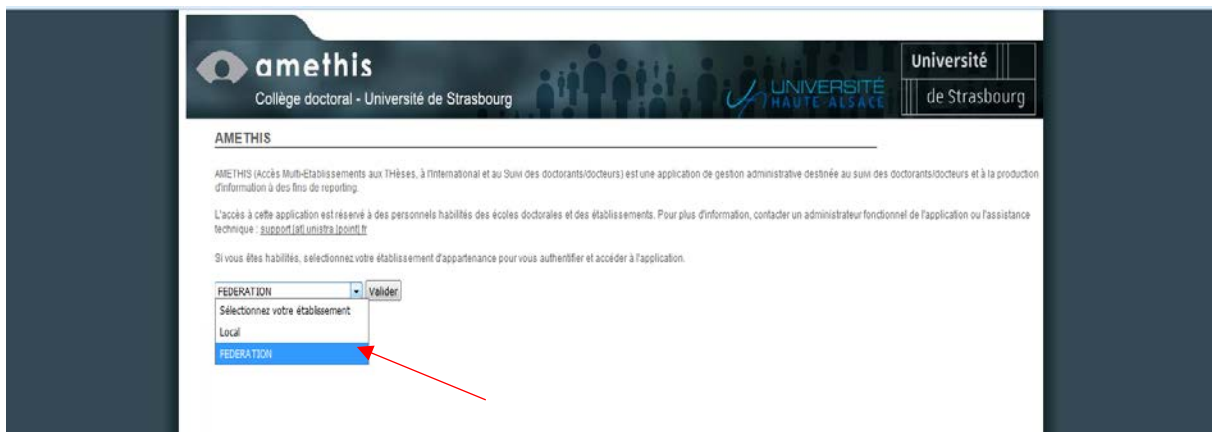 amethis
Collège doctoral - Université de Strasbourg
UNIVERSITÉ
HAUTE-ALSACE
Université
de Strasbourg
AMETHIS
AMETHIS (Accès Multi-Etablissements aux THèses, à l'International et au Suivi des doctorants/docteurs) est une application de gestion administrative destinée au suivi des doctorants/docteurs et à la production
d'information à des fins de reporting.
L'accès à cette application est réservé à des personnels habilités des écoles doctorales et des établissements. Pour plus d'information, contacter un administrateur fonctionnel de l'application ou l'assistance
technique : support [at] unistra [point] fr
Si vous êtes habilités, selectionnez votre établissement d'appartenance pour vous authentifier et accéder à l'application.
FEDERATION Valider
Sélectionnez votre établissement
Local
FEDERATION